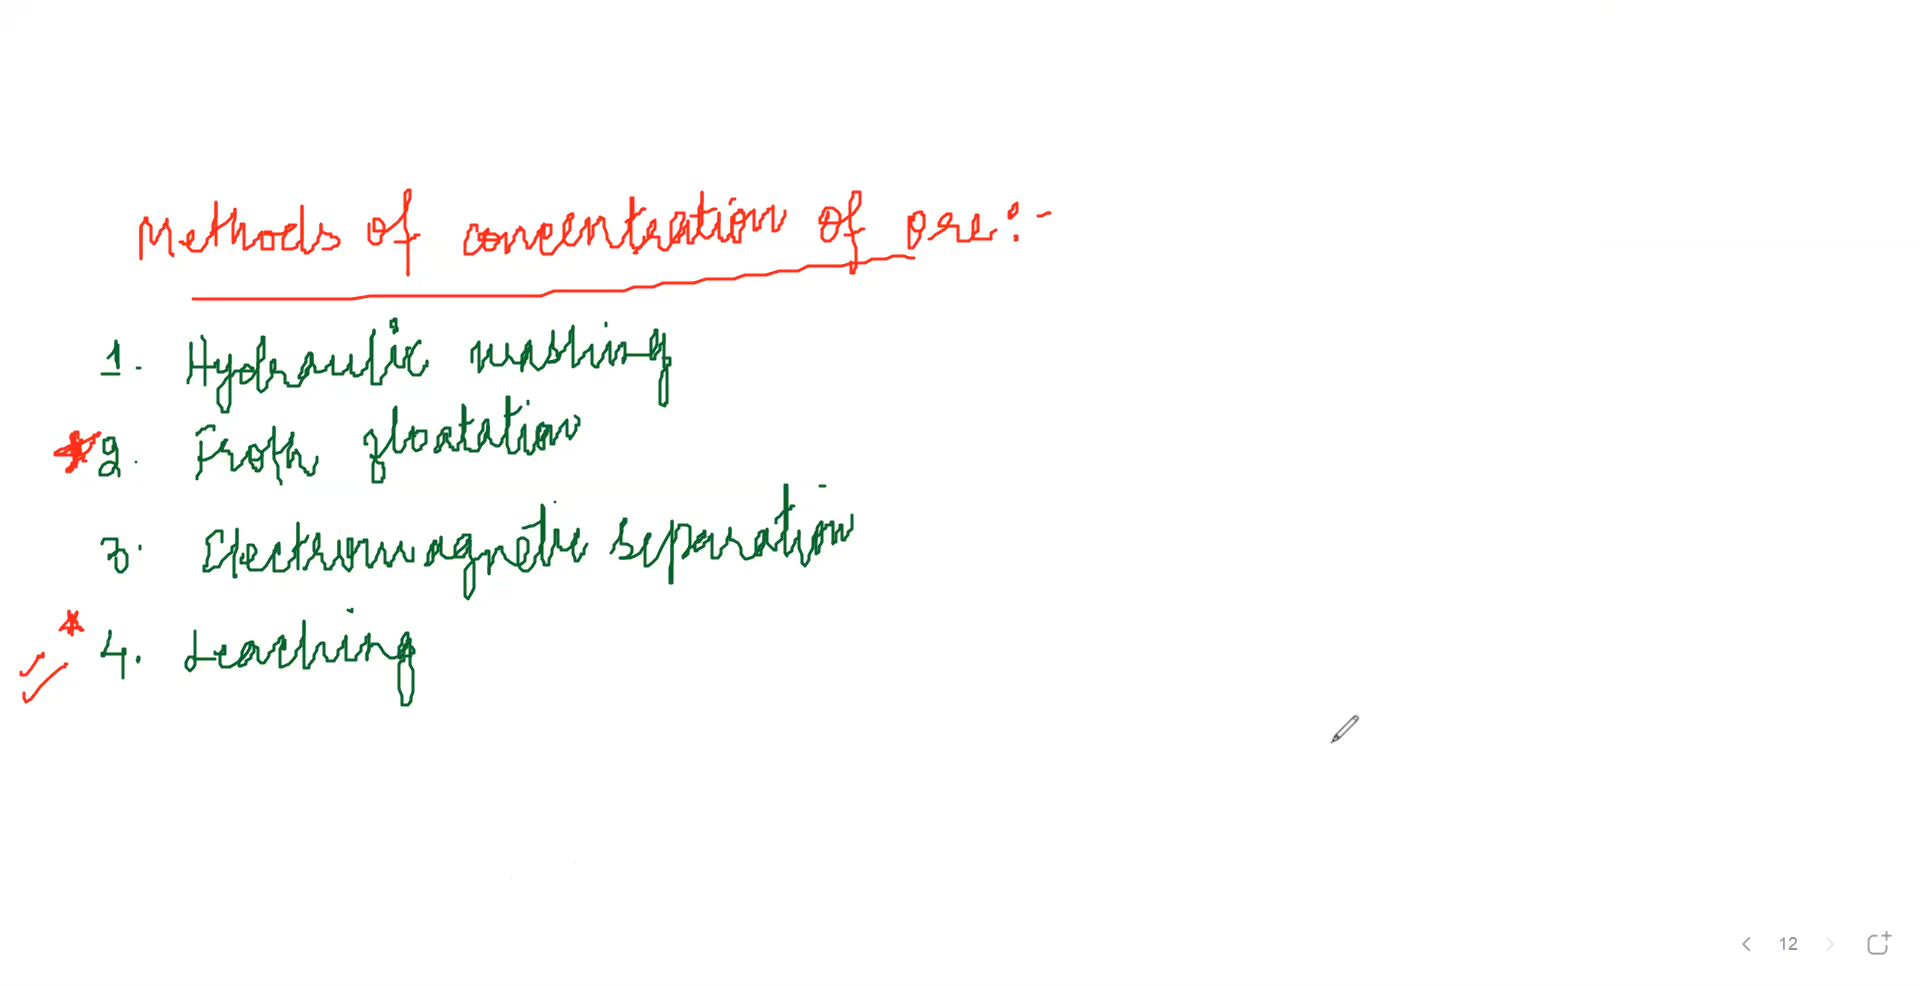 Methods of concentration of ore:-
1. Hydraulic washing
2. Froth floatation
3. Electromagnetic separation
4. Leaching
12